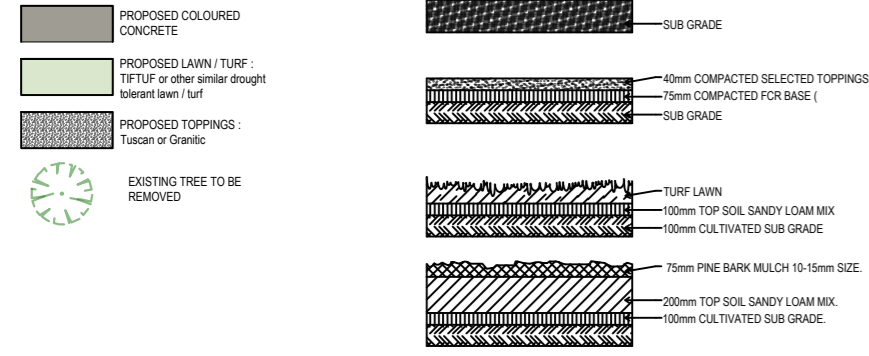 PROPOSED COLOURED
CONCRETE
PROPOSED LAWN / TURF :
TIFTUF or other similar drought
tolerant lawn / turf
PROPOSED TOPPINGS :
Tuscan or Granitic
EXISTING TREE TO BE
REMOVED
SUB GRADE
40mm COMPACTED SELECTED TOPPINGS
75mm COMPACTED FCR BASE (
SUB GRADE
TURF LAWN
100mm TOP SOIL SANDY LOAM MIX
100mm CULTIVATED SUB GRADE
75mm PINE BARK MULCH 10-15mm SIZE.
200mm TOP SOIL SANDY LOAM MIX.
100mm CULTIVATED SUB GRADE.